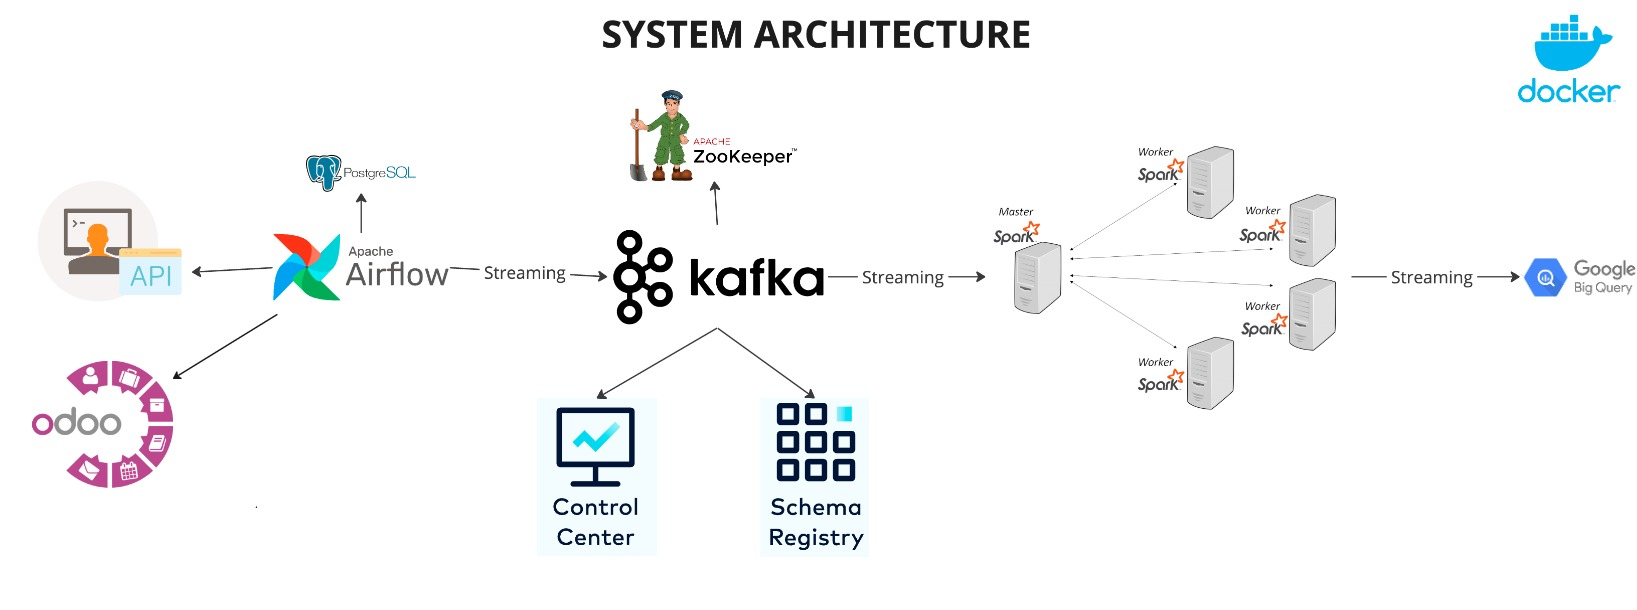 SYSTEM ARCHITECTURE
docker
APACHE
ZooKeeper™
PostgreSQL
>-
API
Apache
Airflow
Streaming
kafka
Streaming
Master
Spark
Worker
Spark
Worker
Spark
Worker
Spark
Worker
Spark
Streaming
Google
Big Query
odoo
Control
Center
Schema
Registry